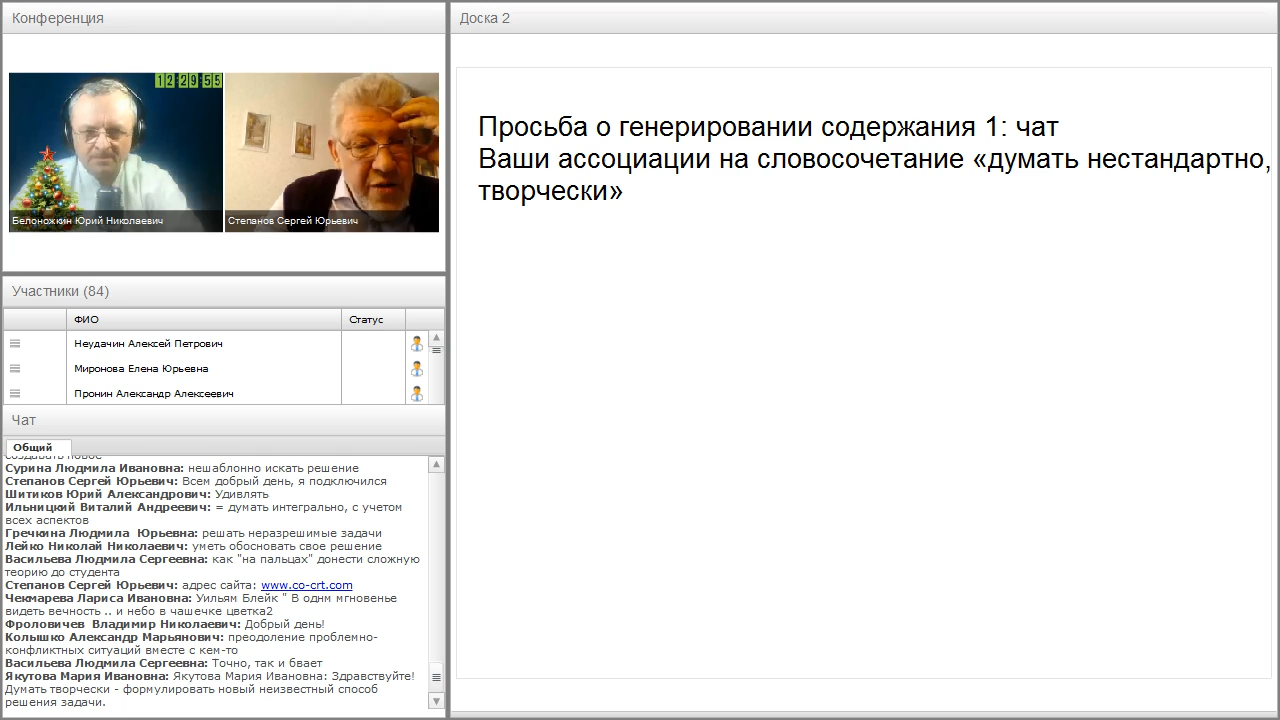 Конференция
12:29:55
Белоножкин Юрий Николаевич
Степанов Сергей Юрьевич
Участники (84)
ФИО Статус
Неудачин Алексей Петрович
Миронова Елена Юрьевна
Пронин Александр Алексеевич
Чат
Общий
создавать новое
Сурина Людмила Ивановна: нешаблонно искать решение
Степанов Сергей Юрьевич: Всем добрый день, я подключился
Шитиков Юрий Александрович: Удивлять
Ильницкий Виталий Андреевич: = думать интегрально, с учетом
всех аспектов
Гречкина Людмила Юрьевна: решать неразрешимые задачи
Лейко Николай Николаевич: уметь обосновать свое решение
Васильева Людмила Сергеевна: как "на пальцах" донести сложную
теорию до студента
Степанов Сергей Юрьевич: адрес сайта: www.co-crt.com
Чекмарева Лариса Ивановна: Уильям Блейк " В однм мгновенье
видеть вечность .. и небо в чашечке цветка2
Фроловичев Владимир Николаевич: Добрый день!
Колышко Александр Марьянович: преодоление проблемно-
конфликтных ситуаций вместе с кем-то
Васильева Людмила Сергеевна: Точно, так и бвает
Якутова Мария Ивановна: Якутова Мария Ивановна: Здравствуйте!
Думать творчески - формулировать новый неизвестный способ
решения задачи.
Доска 2
Просьба о генерировании содержания 1: чат
Ваши ассоциации на словосочетание «думать нестандартно,
творчески»